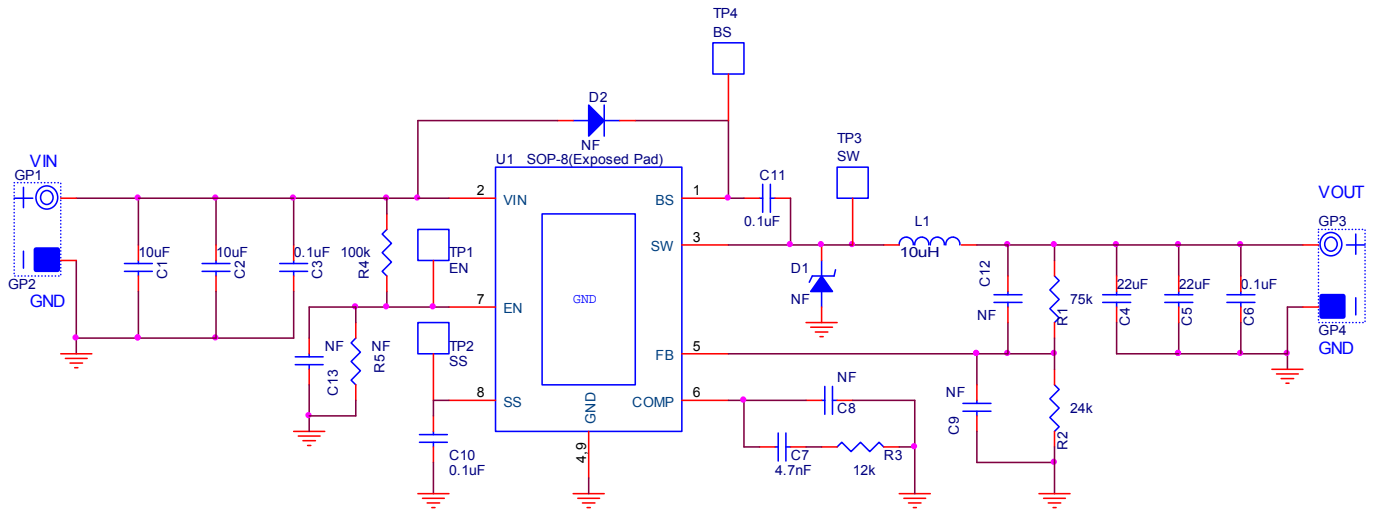 TP4
BS
D2
NF
U1 SOP-8(Exposed Pad)
TP3
SW
VIN
GP1
GP2
GND
10uF
C1
10uF
C2
0.1uF
C3
100k
R4
TP1
EN
NF
C13
NF
R5
TP2
SS
C10
0.1uF
2
VIN
7
EN
8
SS
GND
GND
4,9
BS
1
SW
3
FB
5
COMP
6
C11
0.1uF
D1
NF
L1
10uH
C12
NF
75k
R1
22uF
C4
22uF
C5
0.1uF
C6
VOUT
GP3
GP4
GND
NF
C8
C7
4.7nF
R3
12k
NF
C9
24k
R2